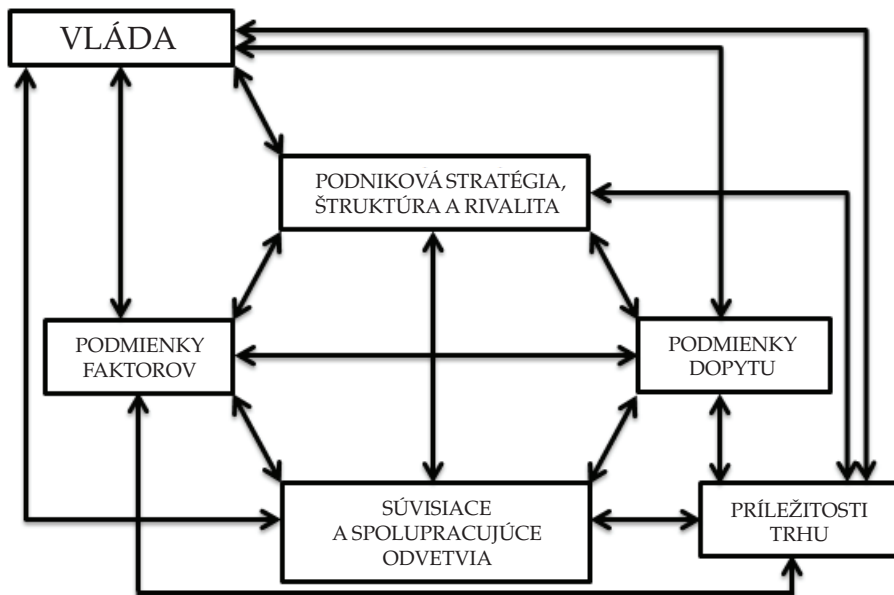 VLÁDA
PODNIKOVÁ STRATÉGIA,
ŠTRUKTÚRA A RIVALITA
PODMIENKY
FAKTOROV
PODMIENKY
DOPYTU
SÚVISIACE
A SPOLUPRACUJÚCE
ODVETVIA
PRÍLEŽITOSTI
TRHU